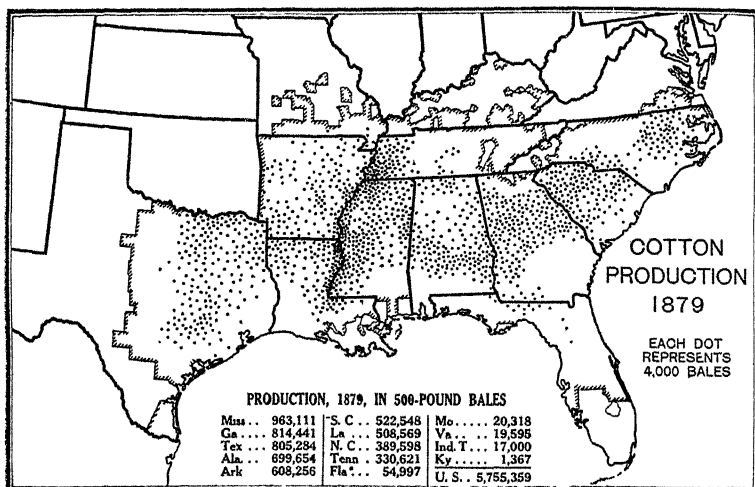 COTTON
PRODUCTION
1879
EACH DOT
REPRESENTS
4,000 BALES
PRODUCTION, 1879, IN 500-POUND BALES
Miss.. 963,111 S. C.. 522,548 Mo..... 20,318
Ga.... 814,441 La... 508,569 Va.... 19,595
Tex... 805,284 N. C.. 389,598 Ind. T... 17,000
Ala... 699,654 Tenn.. 330,621 Ky..... 1,367
Ark 608,256 Fla... 54,997 U. S.. 5,755,359